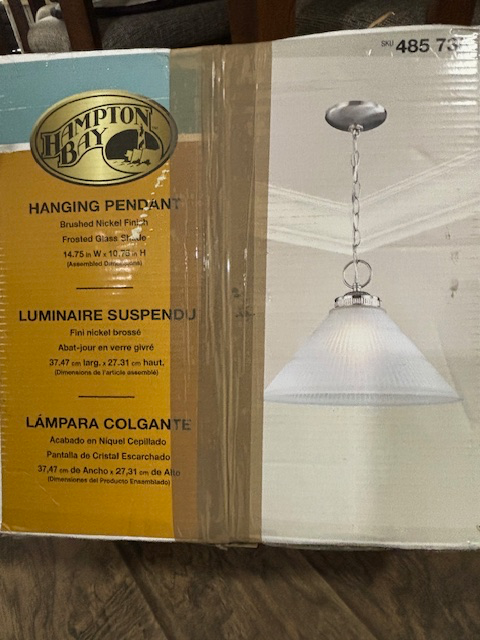 SKU 485 73
HAMPTON
BAY
HANGING PENDANT
Brushed Nickel Finish
Frosted Glass Shade
14.75 in W x 10.75 in H
(Assembled Dimensions)
LUMINAIRE SUSPENDU
Fini nickel brossé
Abat-jour en verre givré
37.47 cm larg. x 27.31 cm haut.
(Dimensions de l'article assemblé)
LÁMPARA COLGANTE
Acabado en Níquel Cepillado
Pantalla de Cristal Escarchado
37,47 cm de Ancho x 27,31 cm de Alto
(Dimensiones del Producto Ensamblado)